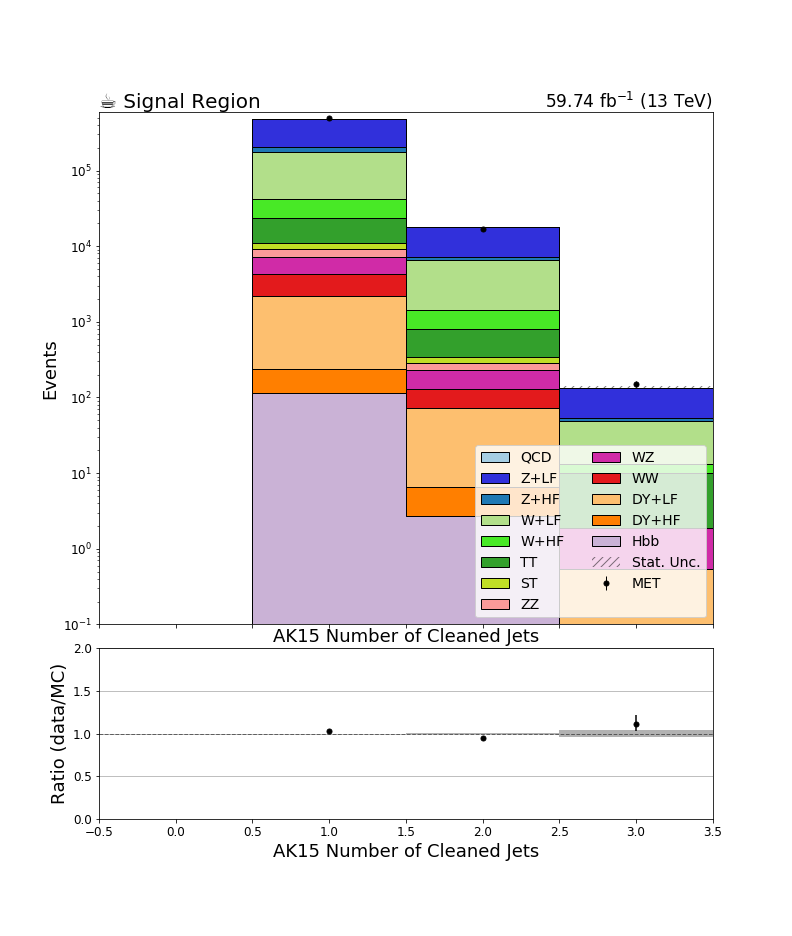 ☕ Signal Region
59.74 fb⁻¹ (13 TeV)
Events
10⁵
10⁴
10³
10²
10¹
10⁰
10⁻¹
QCD
Z+LF
Z+HF
W+LF
W+HF
TT
ST
ZZ
WZ
WW
DY+LF
DY+HF
Hbb
Stat. Unc.
MET
AK15 Number of Cleaned Jets
Ratio (data/MC)
2.0
1.5
1.0
0.5
0.0
−0.5 0.0 0.5 1.0 1.5 2.0 2.5 3.0 3.5
AK15 Number of Cleaned Jets